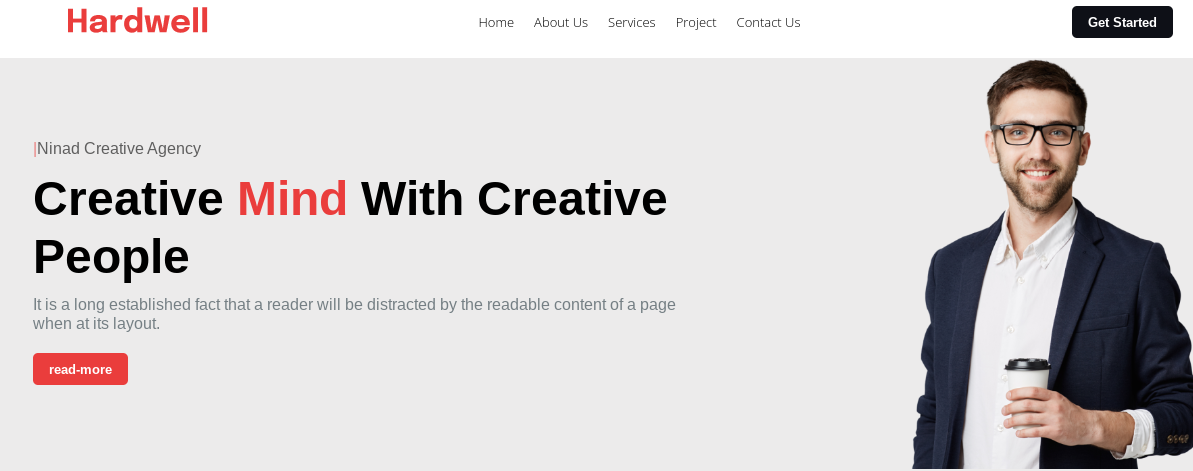 Hardwell
Home About Us Services Project Contact Us
Get Started
|Ninad Creative Agency
Creative Mind With Creative
People
It is a long established fact that a reader will be distracted by the readable content of a page
when at its layout.
read-more